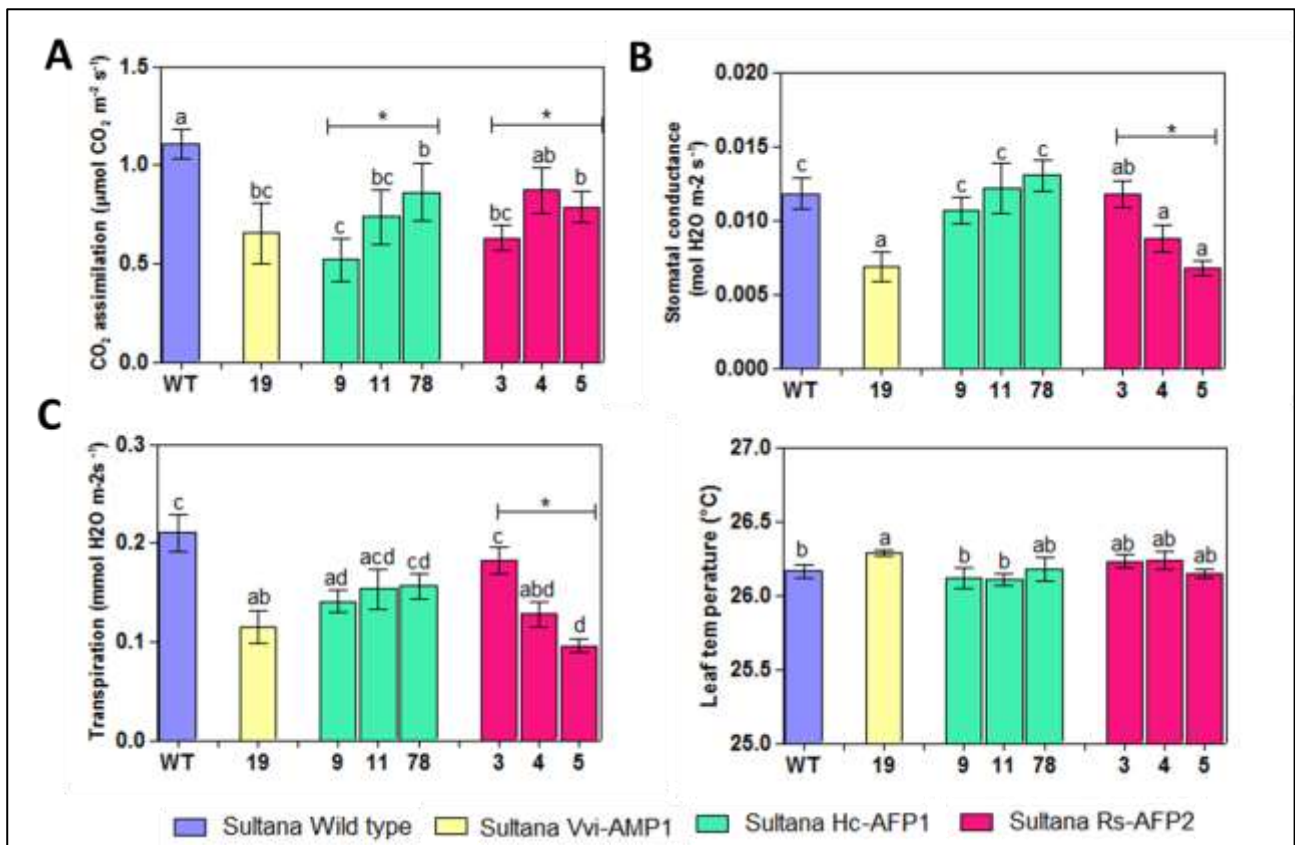 A
CO₂ assimilation (μmol CO₂ m⁻² s⁻¹)
1.5
1.0
0.5
0.0
a
bc
c
bc
b
*
bc
ab
b
*
WT 19 9 11 78 3 4 5
B
Stomatal conductance
(mol H2O m-2 s⁻¹)
0.020
0.015
0.010
0.005
0.000
c
a
c
c
c
ab
a
a
*
WT 19 9 11 78 3 4 5
C
Transpiration (mmol H2O m-2s⁻¹)
0.3
0.2
0.1
0.0
c
ab
ad
acd
cd
c
abd
d
*
WT 19 9 11 78 3 4 5
Leaf temperature (°C)
27.0
26.5
26.0
25.5
25.0
b
a
b
b
ab
ab
ab
ab
WT 19 9 11 78 3 4 5
Sultana Wild type Sultana Vvi-AMP1 Sultana Hc-AFP1 Sultana Rs-AFP2